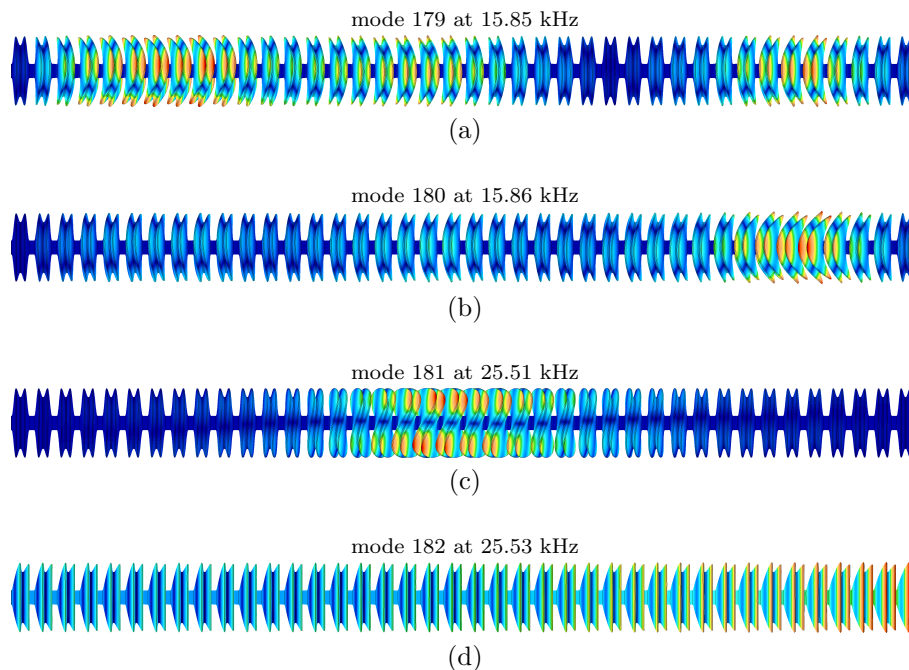 mode 179 at 15.85 kHz
(a)
mode 180 at 15.86 kHz
(b)
mode 181 at 25.51 kHz
(c)
mode 182 at 25.53 kHz
(d)